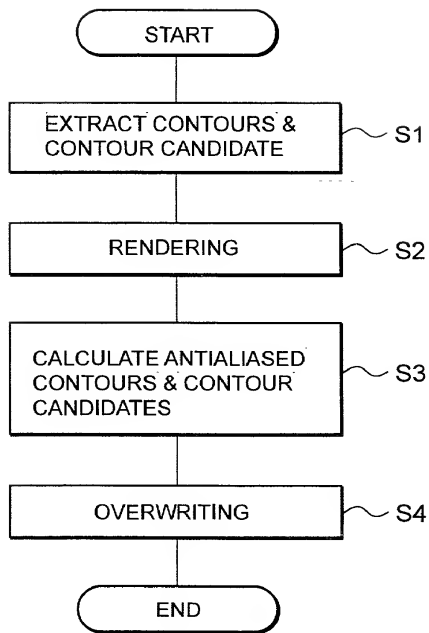 START
EXTRACT CONTOURS &
CONTOUR CANDIDATE
S1
RENDERING
S2
CALCULATE ANTIALIASED
CONTOURS & CONTOUR
CANDIDATES
S3
OVERWRITING
S4
END